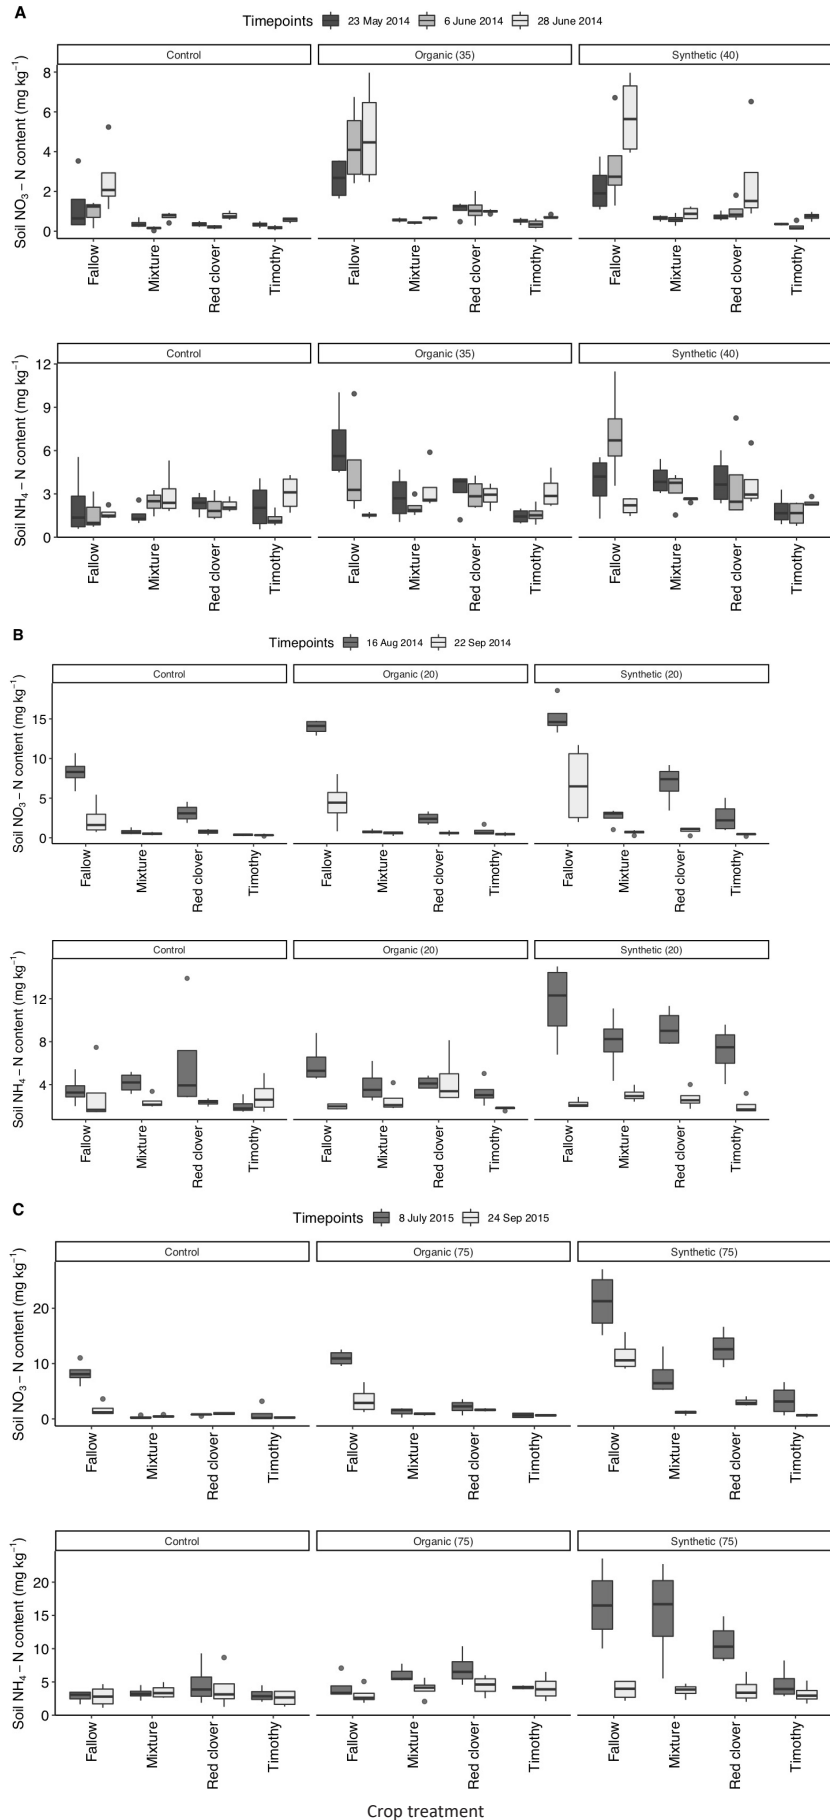 A
Timepoints 23 May 2014 6 June 2014 28 June 2014
Control Organic (35) Synthetic (40)
Soil NO3 – N content (mg kg−1)
8
6
4
2
0
Fallow Mixture Red clover Timothy Fallow Mixture Red clover Timothy Fallow Mixture Red clover Timothy
Control Organic (35) Synthetic (40)
Soil NH4 – N content (mg kg−1)
12
9
6
3
0
Fallow Mixture Red clover Timothy Fallow Mixture Red clover Timothy Fallow Mixture Red clover Timothy
B
Timepoints 16 Aug 2014 22 Sep 2014
Control Organic (20) Synthetic (20)
Soil NO3 – N content (mg kg−1)
15
10
5
0
Fallow Mixture Red clover Timothy Fallow Mixture Red clover Timothy Fallow Mixture Red clover Timothy
Control Organic (20) Synthetic (20)
Soil NH4 – N content (mg kg−1)
12
8
4
Fallow Mixture Red clover Timothy Fallow Mixture Red clover Timothy Fallow Mixture Red clover Timothy
C
Timepoints 8 July 2015 24 Sep 2015
Control Organic (75) Synthetic (75)
Soil NO3 – N content (mg kg−1)
20
10
0
Fallow Mixture Red clover Timothy Fallow Mixture Red clover Timothy Fallow Mixture Red clover Timothy
Control Organic (75) Synthetic (75)
Soil NH4 – N content (mg kg−1)
20
15
10
5
0
Fallow Mixture Red clover Timothy Fallow Mixture Red clover Timothy Fallow Mixture Red clover Timothy
Crop treatment